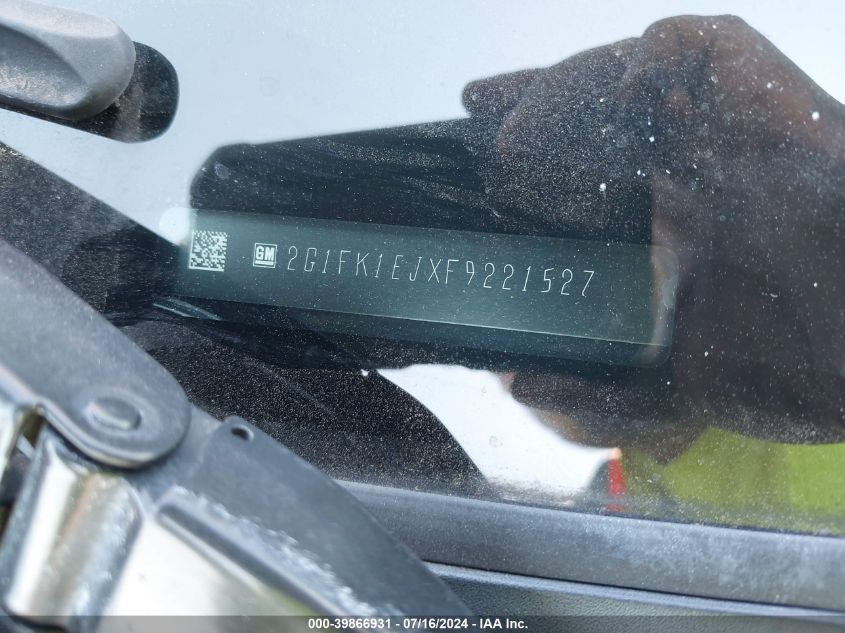 GM 2G1FK1EJXF9221527
000-39866931 - 07/16/2024 - IAA Inc.